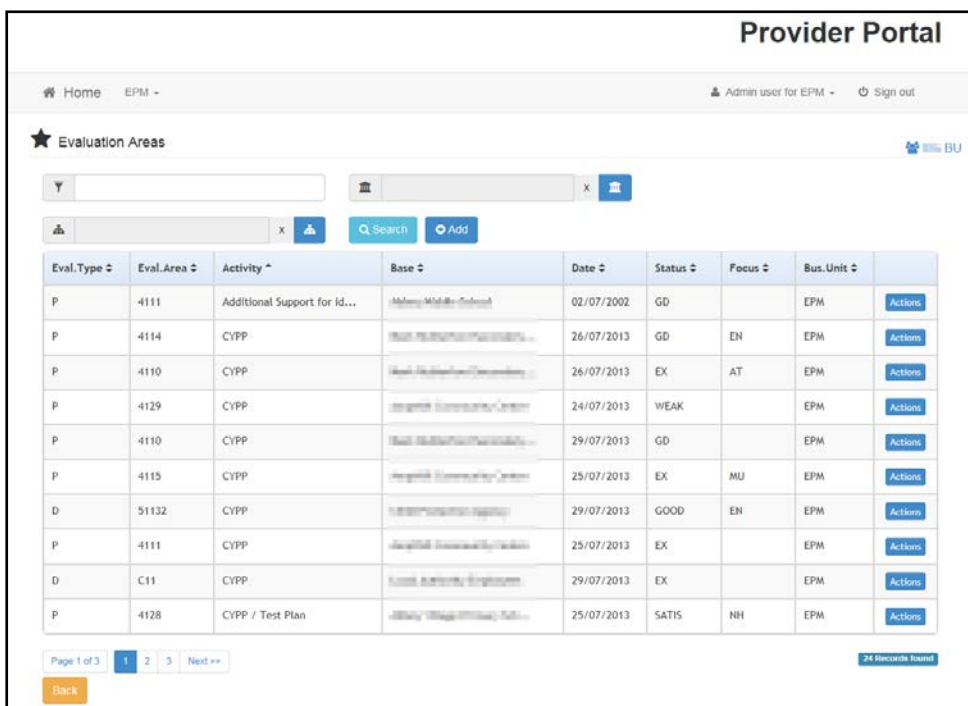 Provider Portal
Home EPM Admin user for EPM Sign out
Evaluation Areas
BU
X
X Search Add
Eval.Type Eval.Area Activity Base Date Status Focus Bus.Unit
P 4111 Additional Support for id... 02/07/2002 GD EPM Actions
P 4114 CYPP 26/07/2013 GD EN EPM Actions
P 4110 CYPP 26/07/2013 EX AT EPM Actions
P 4129 CYPP 24/07/2013 WEAK EPM Actions
P 4110 CYPP 29/07/2013 GD EPM Actions
P 4115 CYPP 25/07/2013 EX MU EPM Actions
D 51132 CYPP 29/07/2013 GOOD EN EPM Actions
P 4111 CYPP 25/07/2013 EX EPM Actions
D C11 CYPP 29/07/2013 EX EPM Actions
P 4128 CYPP / Test Plan 25/07/2013 SATIS NH EPM Actions
Page 1 of 3 1 2 3 Next >> 24 Records found
Back